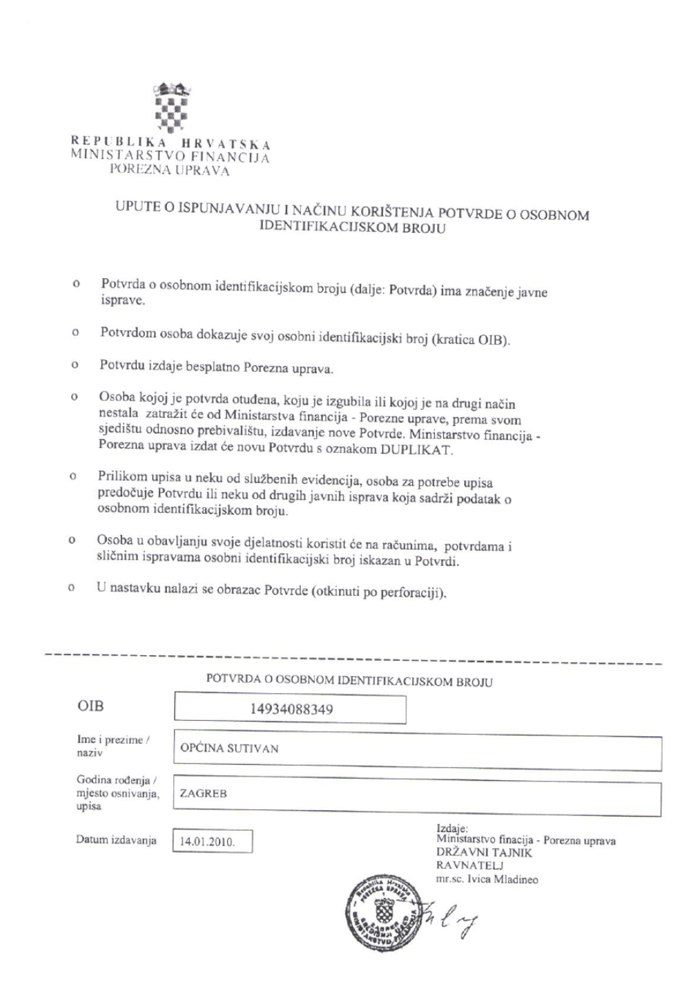 REPUBLIKA HRVATSKA
MINISTARSTVO FINANCIJA
POREZNA UPRAVA
UPUTE O ISPUNJAVANJU I NAČINU KORIŠTENJA POTVRDE O OSOBNOM
IDENTIFIKACIJSKOM BROJU
o Potvrda o osobnom identifikacijskom broju (dalje: Potvrda) ima značenje javne
isprave.
o Potvrdom osoba dokazuje svoj osobni identifikacijski broj (kratica OIB).
o Potvrdu izdaje besplatno Porezna uprava.
o Osoba kojoj je potvrda otuđena, koju je izgubila ili kojoj je na drugi način
nestala zatražit će od Ministarstva financija - Porezne uprave, prema svom
sjedištu odnosno prebivalištu, izdavanje nove Potvrde. Ministarstvo financija -
Porezna uprava izdat će novu Potvrdu s oznakom DUPLIKAT.
o Prilikom upisa u neku od službenih evidencija, osoba za potrebe upisa
predočuje Potvrdu ili neku od drugih javnih isprava koja sadrži podatak o
osobnom identifikacijskom broju.
o Osoba u obavljanju svoje djelatnosti koristit će na računima, potvrdama i
sličnim ispravama osobni identifikacijski broj iskazan u Potvrdi.
o U nastavku nalazi se obrazac Potvrde (otkinuti po perforaciji).
POTVRDA O OSOBNOM IDENTIFIKACIJSKOM BROJU
OIB 14934088349
Ime i prezime /
naziv
OPĆINA SUTIVAN
Godina rođenja /
mjesto osnivanja,
upisa
ZAGREB
Datum izdavanja 14.01.2010.
Izdaje:
Ministarstvo finacija - Porezna uprava
DRŽAVNI TAJNIK
RAVNATELJ
mr.sc. Ivica Mladineo
Republika Hrvatska
POREZNA UPRAVA
ZAGREB
SREDIŠNJI URED
MINISTARSTVO FINANCIJA